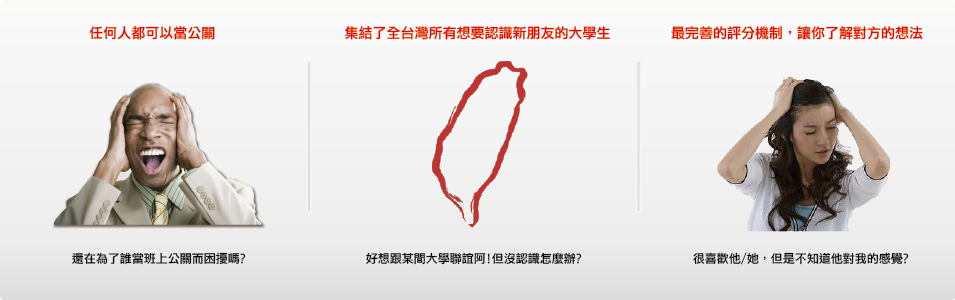 任何人都可以當公關
集結了全台灣所有想要認識新朋友的大學生
最完善的評分機制，讓你了解對方的想法
還在為了誰當班上公關而困擾嗎?
好想跟某間大學聯誼阿!但沒認識怎麼辦?
很喜歡他/她，但是不知道他對我的感覺?